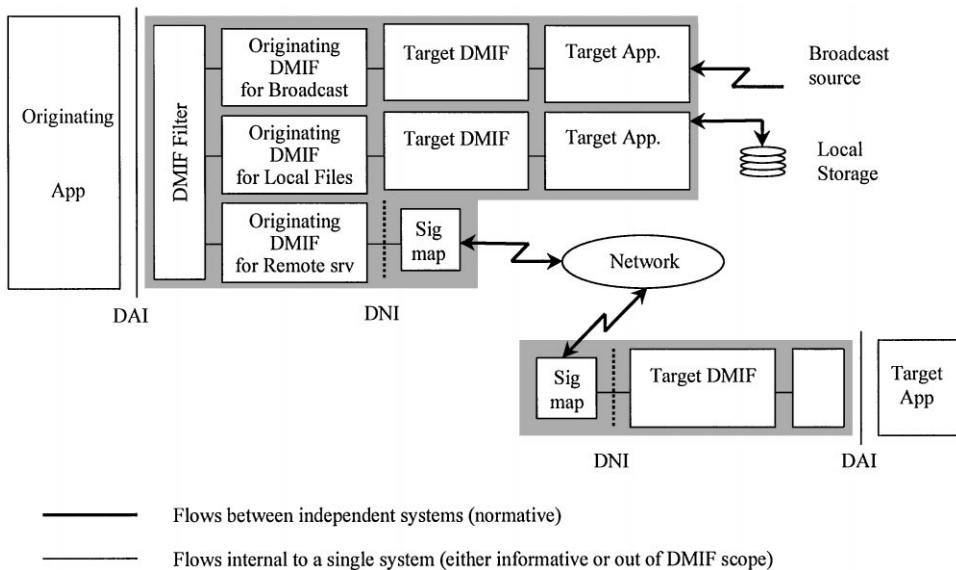 Originating
App
DMIF Filter
Originating
DMIF
for Broadcast
Target DMIF
Target App.
Broadcast
source
Originating
DMIF
for Local Files
Target DMIF
Target App.
Local
Storage
Originating
DMIF
for Remote srv
Sig
map
Network
DAI
DNI
Sig
map
Target DMIF
Target
App
DNI
DAI
Flows between independent systems (normative)
Flows internal to a single system (either informative or out of DMIF scope)